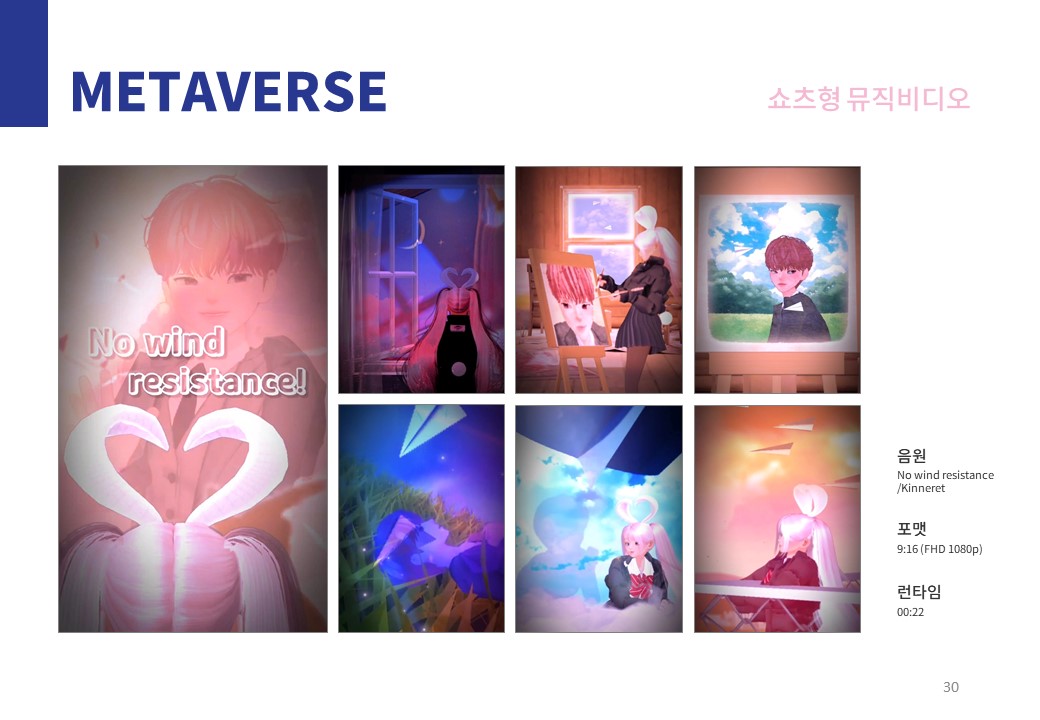 METAVERSE
쇼츠형 뮤직비디오
No wind
resistance!
음원
No wind resistance
/Kinneret
포맷
9:16 (FHD 1080p)
런타임
00:22
30